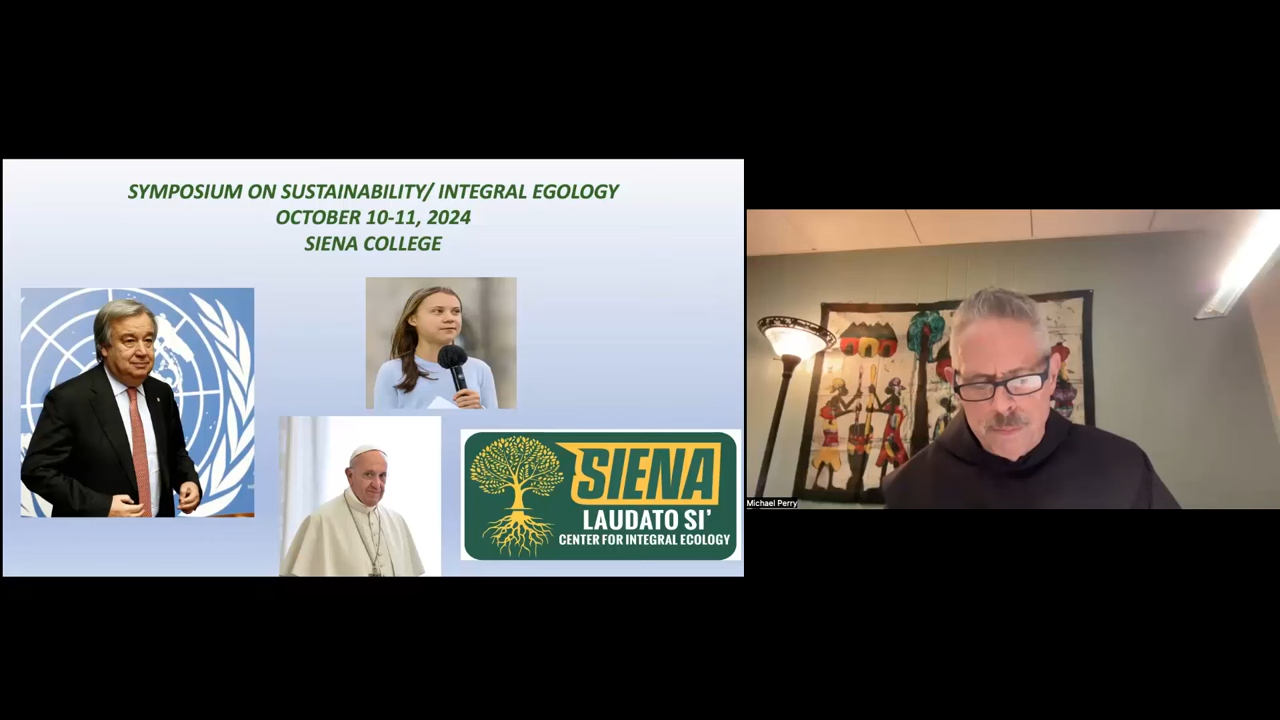 SYMPOSIUM ON SUSTAINABILITY/ INTEGRAL EGOLOGY
OCTOBER 10-11, 2024
SIENA COLLEGE
SIENA
LAUDATO SI'
CENTER FOR INTEGRAL ECOLOGY
Michael Perry